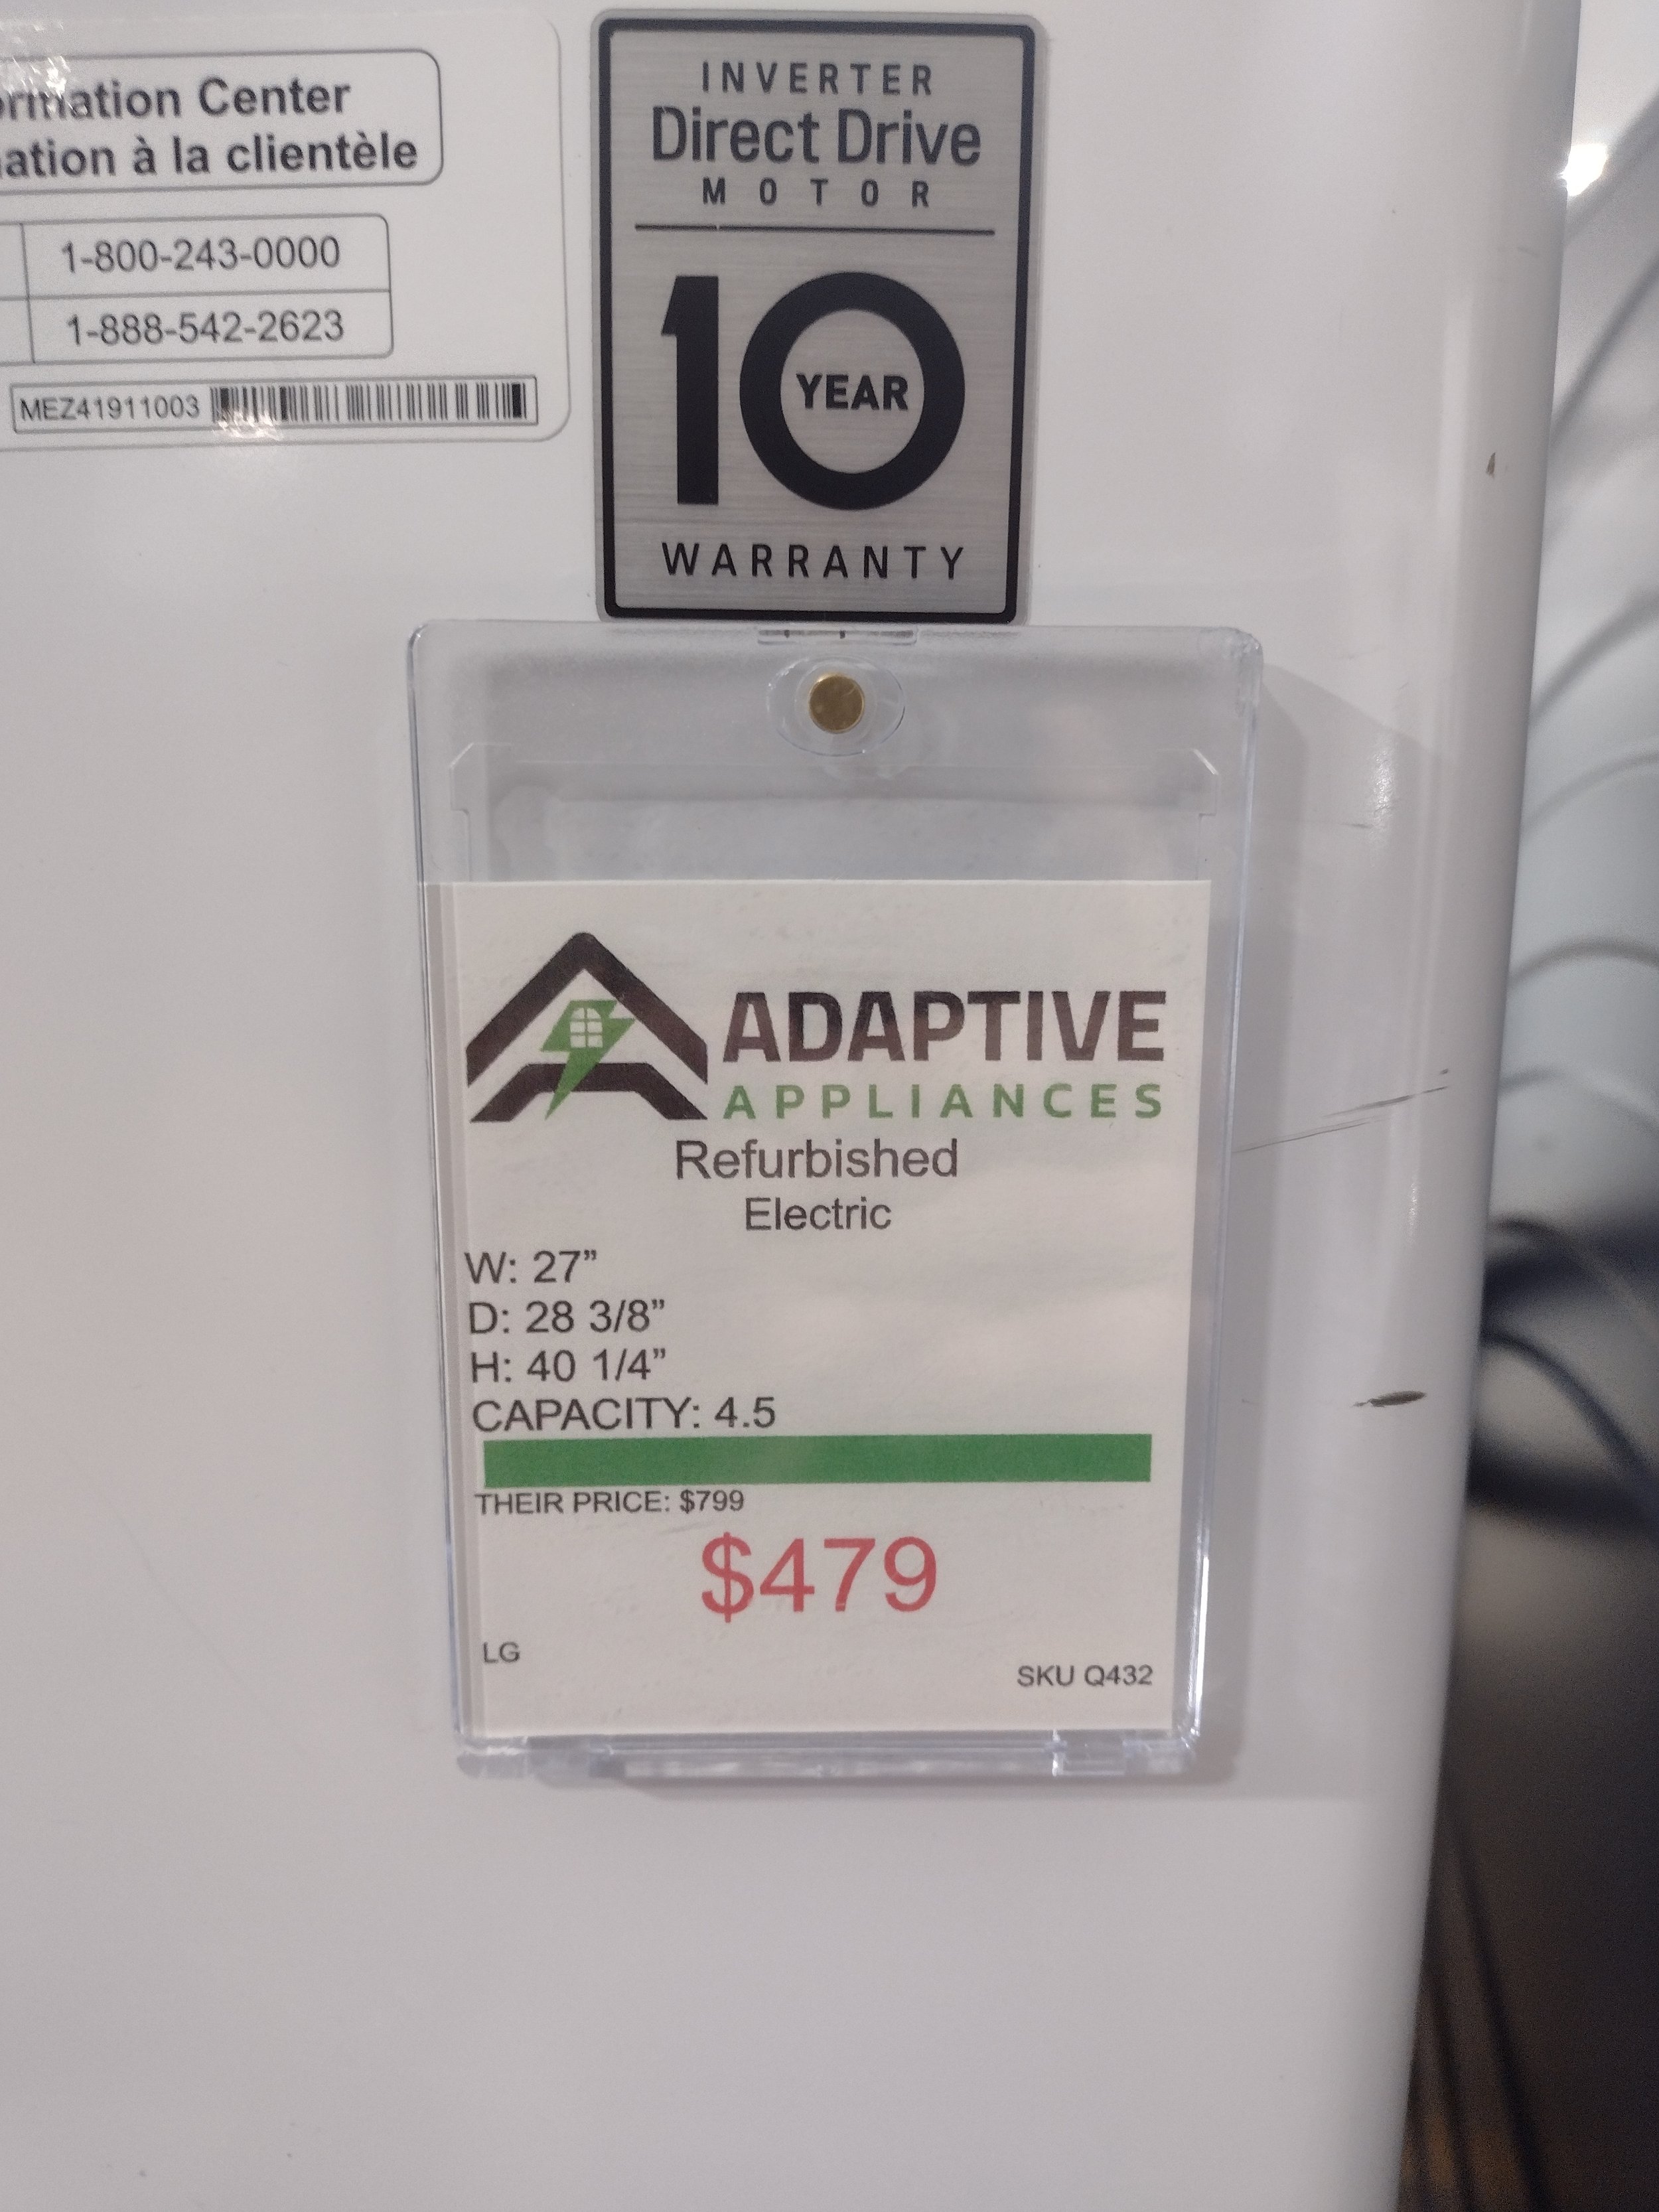 ormation Center
ation à la clientèle
1-800-243-0000
1-888-542-2623
MEZ41911003
INVERTER
Direct Drive
MOTOR
10
YEAR
WARRANTY
ADAPTIVE
APPLIANCES
Refurbished
Electric
W: 27”
D: 28 3/8”
H: 40 1/4”
CAPACITY: 4.5
THEIR PRICE: $799
$479
LG
SKU Q432